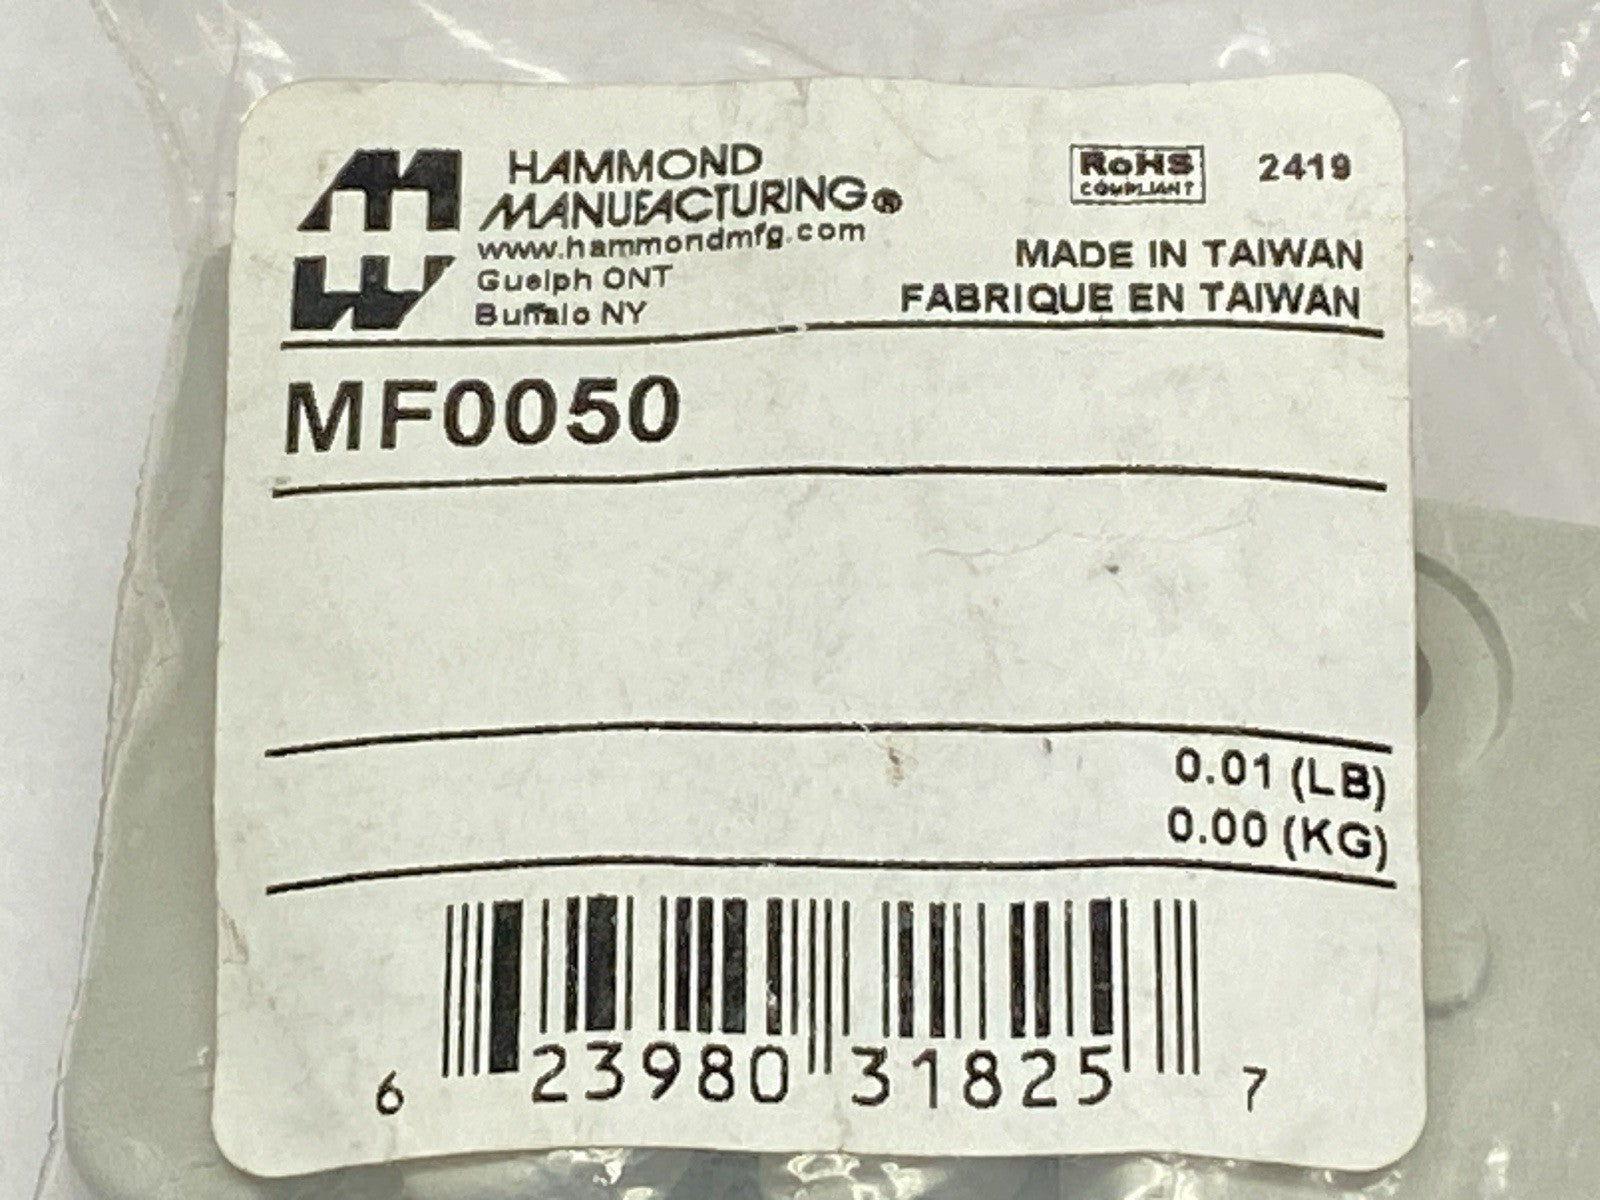 HAMMOND
MANUFACTURING®
www.hammondmfg.com
Guelph ONT
Buffalo NY
RoHS
COMPLIANT
2419
MADE IN TAIWAN
FABRIQUE EN TAIWAN
MF0050
0.01 (LB)
0.00 (KG)
6 23980 31825 7